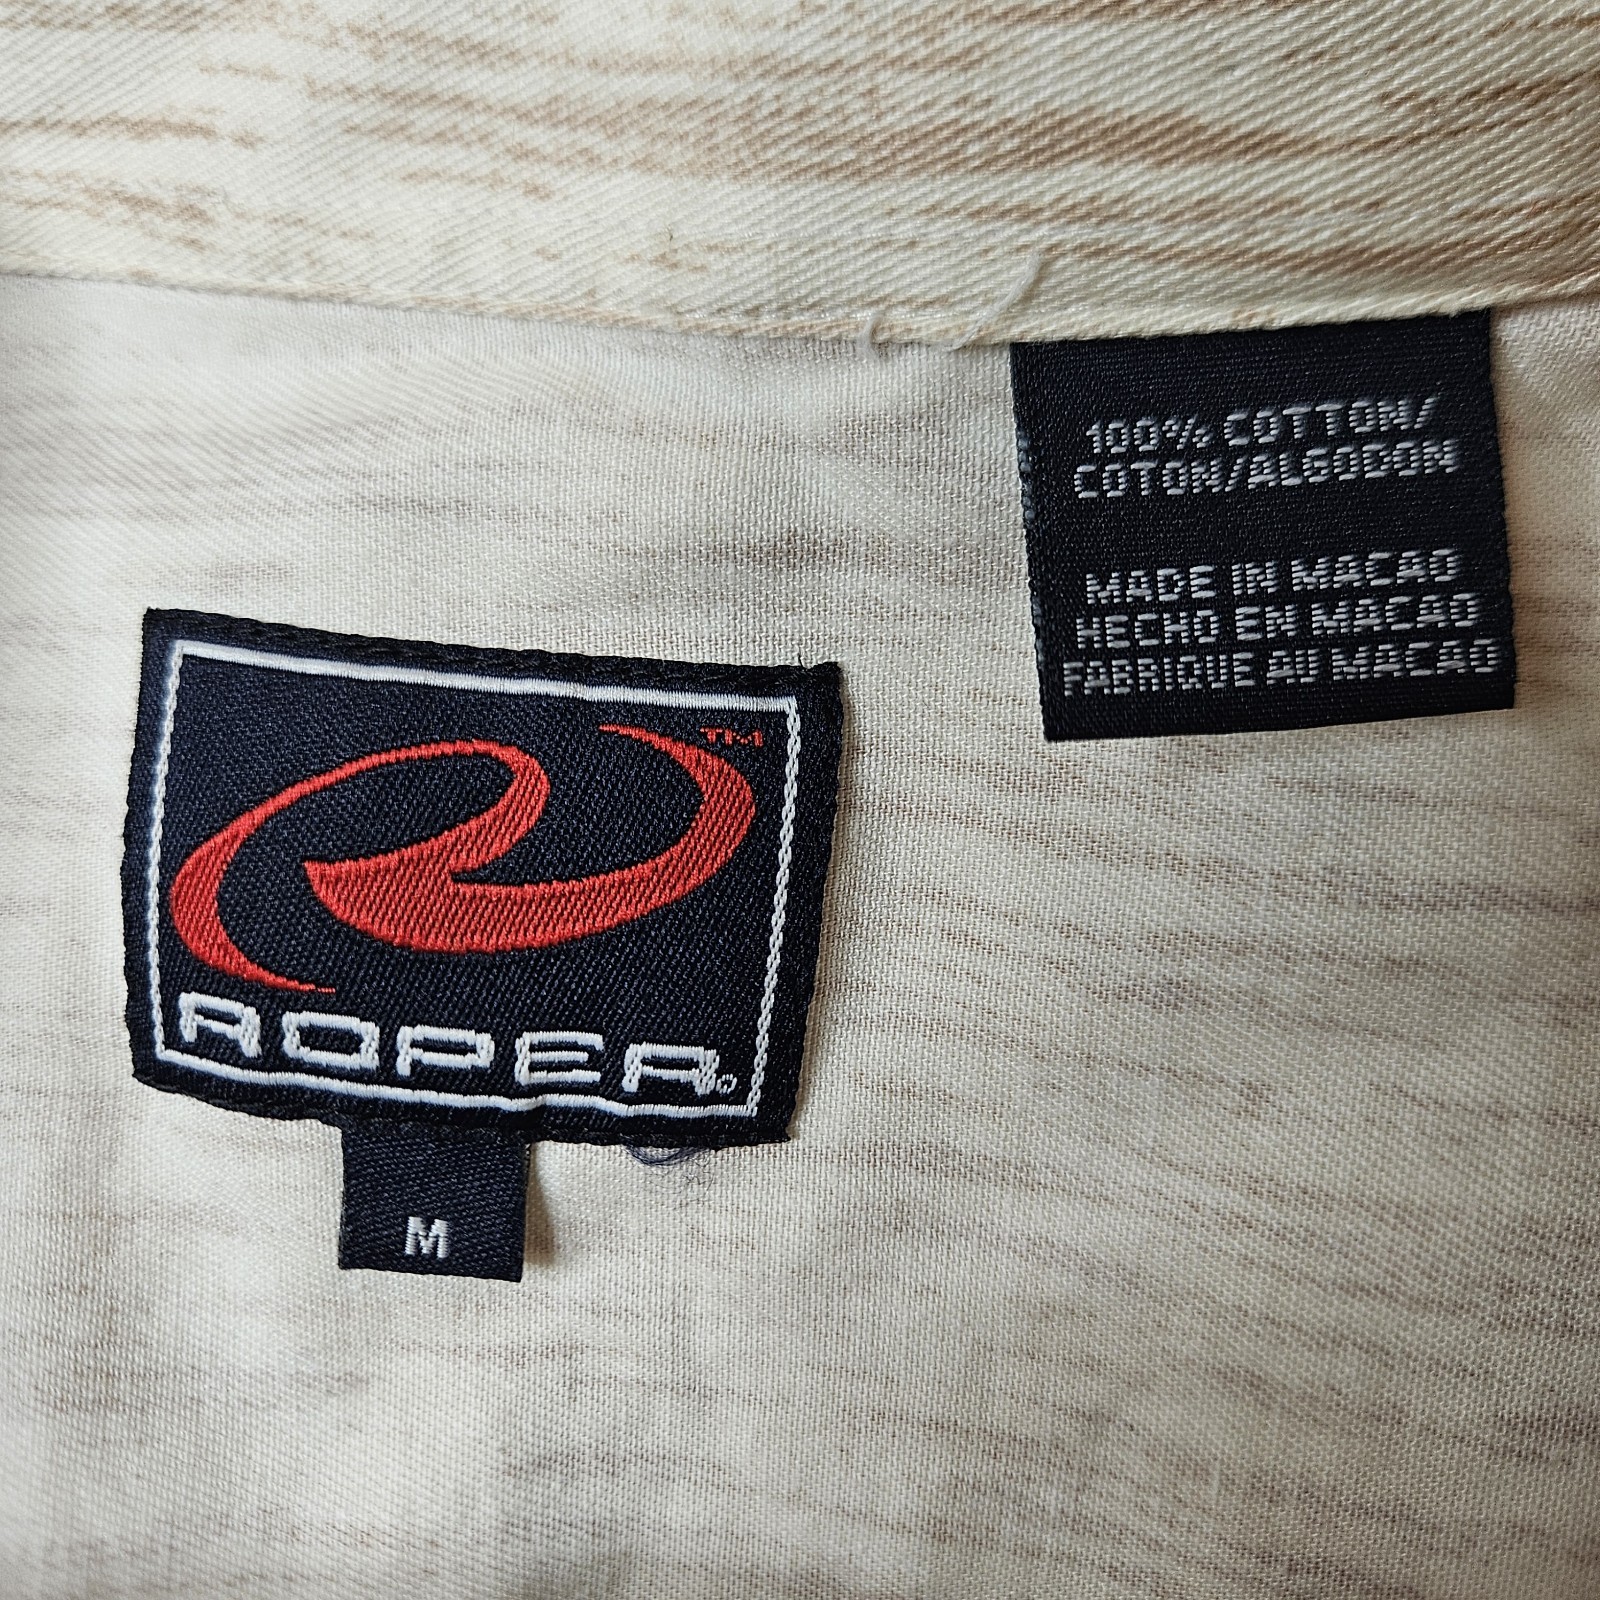 100% COTTON/
COTON/ALGODON
MADE IN MACAO
HECHO EN MACAO
FABRIQUE AU MACAO
TM
ROPER®
M